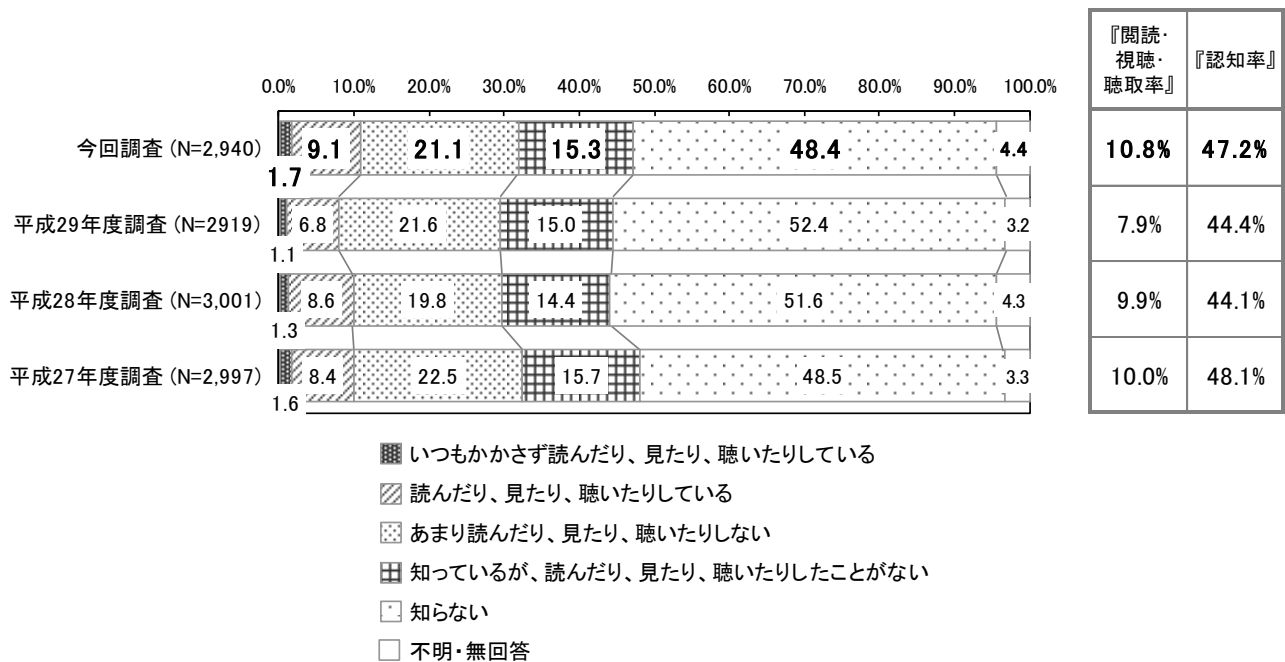 『閲読・
視聴・
聴取率』
『認知率』
0.0% 10.0% 20.0% 30.0% 40.0% 50.0% 60.0% 70.0% 80.0% 90.0% 100.0%
今回調査 (N=2,940) 9.1 21.1 15.3 48.4 4.4 10.8% 47.2%
1.7
平成29年度調査 (N=2919) 6.8 21.6 15.0 52.4 3.2 7.9% 44.4%
1.1
平成28年度調査 (N=3,001) 8.6 19.8 14.4 51.6 4.3 9.9% 44.1%
1.3
平成27年度調査 (N=2,997) 8.4 22.5 15.7 48.5 3.3 10.0% 48.1%
1.6
いつもかかさず読んだり、見たり、聴いたりしている
読んだり、見たり、聴いたりしている
あまり読んだり、見たり、聴いたりしない
知っているが、読んだり、見たり、聴いたりしたことがない
知らない
不明・無回答